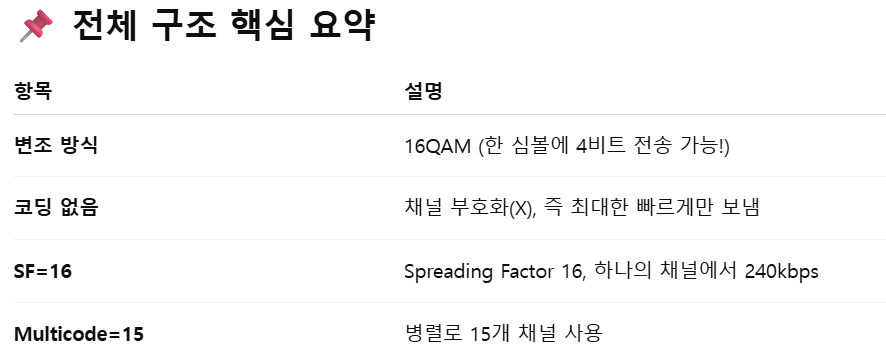 📌 전체 구조 핵심 요약
항목 설명
변조 방식 16QAM (한 심볼에 4비트 전송 가능!)
코딩 없음 채널 부호화(X), 즉 최대한 빠르게만 보냄
SF=16 Spreading Factor 16, 하나의 채널에서 240kbps
Multicode=15 병렬로 15개 채널 사용